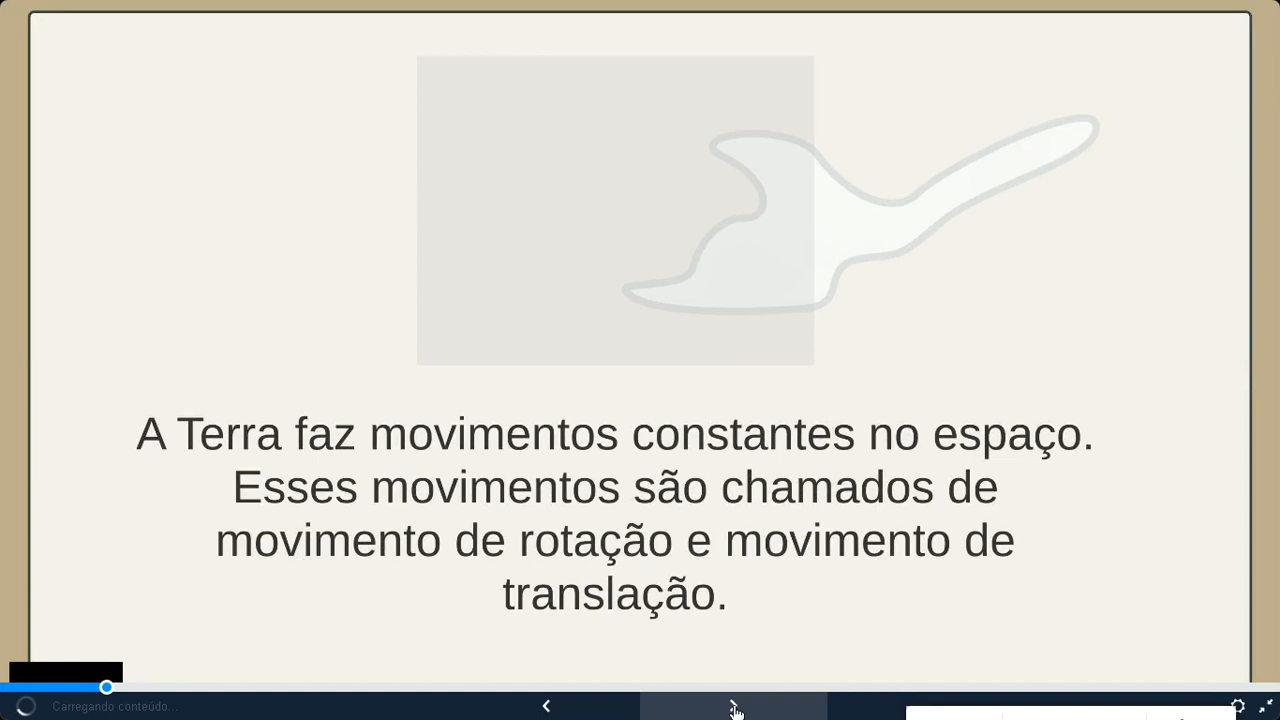 A Terra faz movimentos constantes no espaço.
Esses movimentos são chamados de
movimento de rotação e movimento de
translação.
Carregando conteúdo...